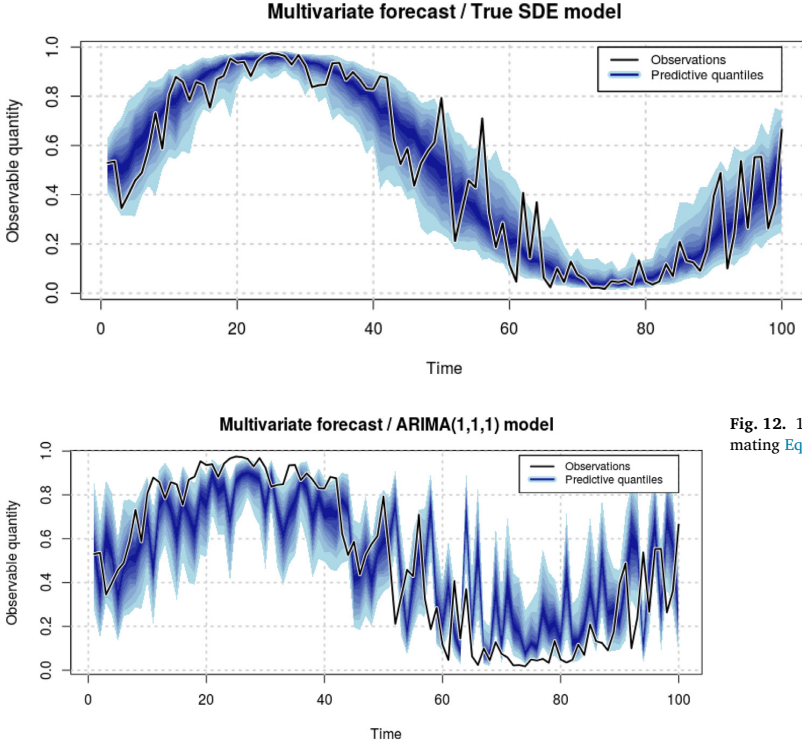 Multivariate forecast / True SDE model
Observable quantity
1.0
0.8
0.6
0.4
0.2
0.0
Observations
Predictive quantiles
0 20 40 60 80 100
Time
Multivariate forecast / ARIMA(1,1,1) model
Observable quantity
1.0
0.8
0.6
0.4
0.2
0.0
Observations
Predictive quantiles
0 20 40 60 80 100
Time
Fig. 12. 1
mating Eq